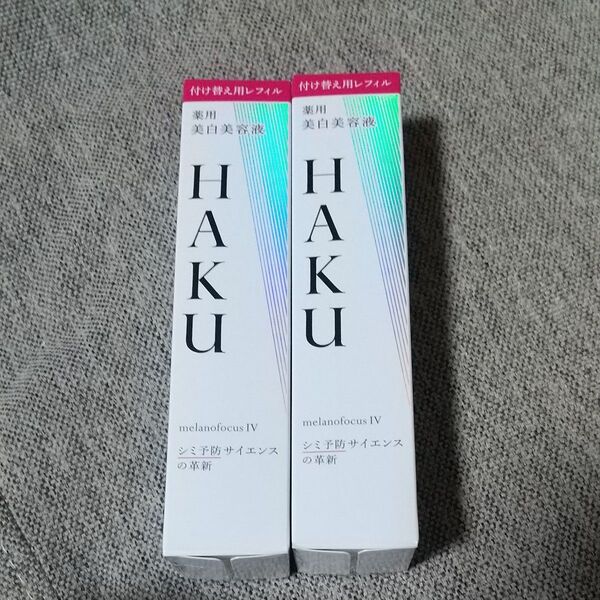 付け替え用レフィル
薬用
美白美容液
HAKU
melanofocus IV
シミ予防サイエンス
の革新
付け替え用レフィル
薬用
美白美容液
HAKU
melanofocus IV
シミ予防サイエンス
の革新